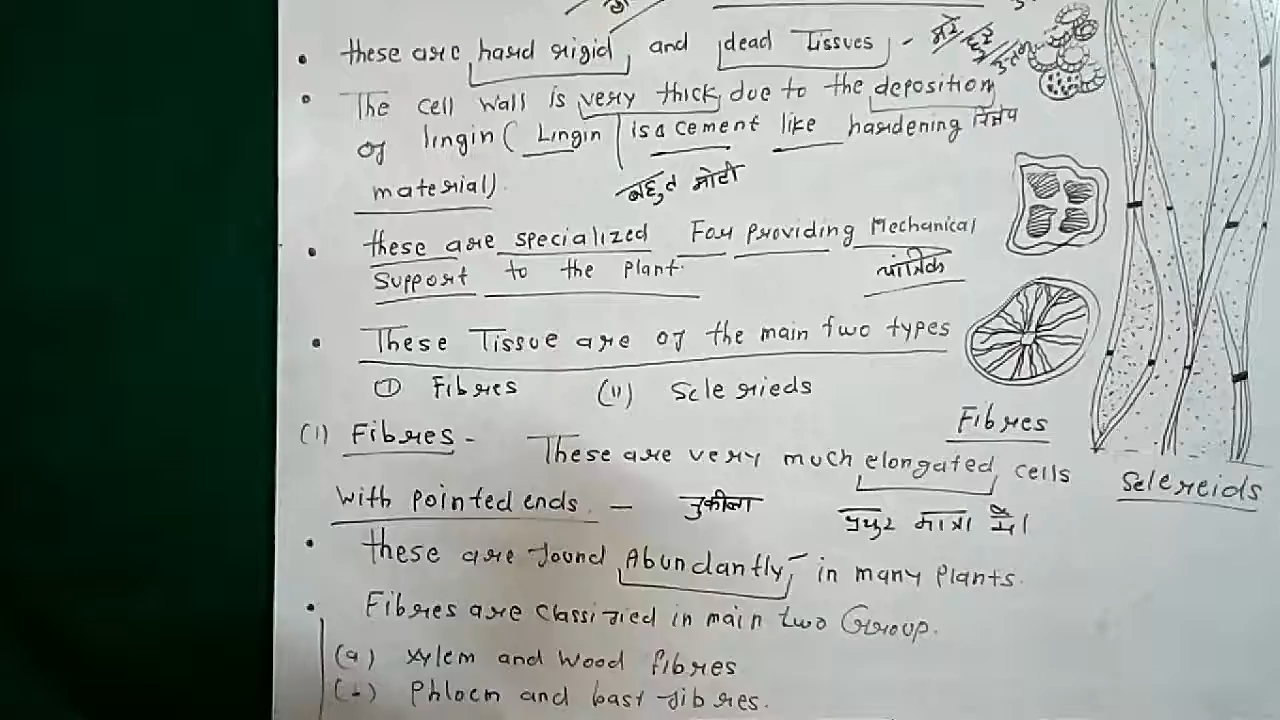 • these are hard rigid and dead Tissues -
• The cell wall is very thick due to the deposition
of lingin ( Lingin is a cement like hardening निक्षेप
material).
बहुत मोटी
• these are specialized For providing Mechanical
Support to the plant.
यांत्रिक
• These Tissue are of the main two types
(i) Fibres (ii) Sclerieds
Fibres
Selereids
(1) Fibres - These are very much elongated cells
With pointed ends. — नुकीला
प्रचुर मात्रा में।
• these are found Abundantly, in many plants.
• Fibres are classified in main two Group.
(a) xylem and wood fibres
(b) Phloem and bast fibres.